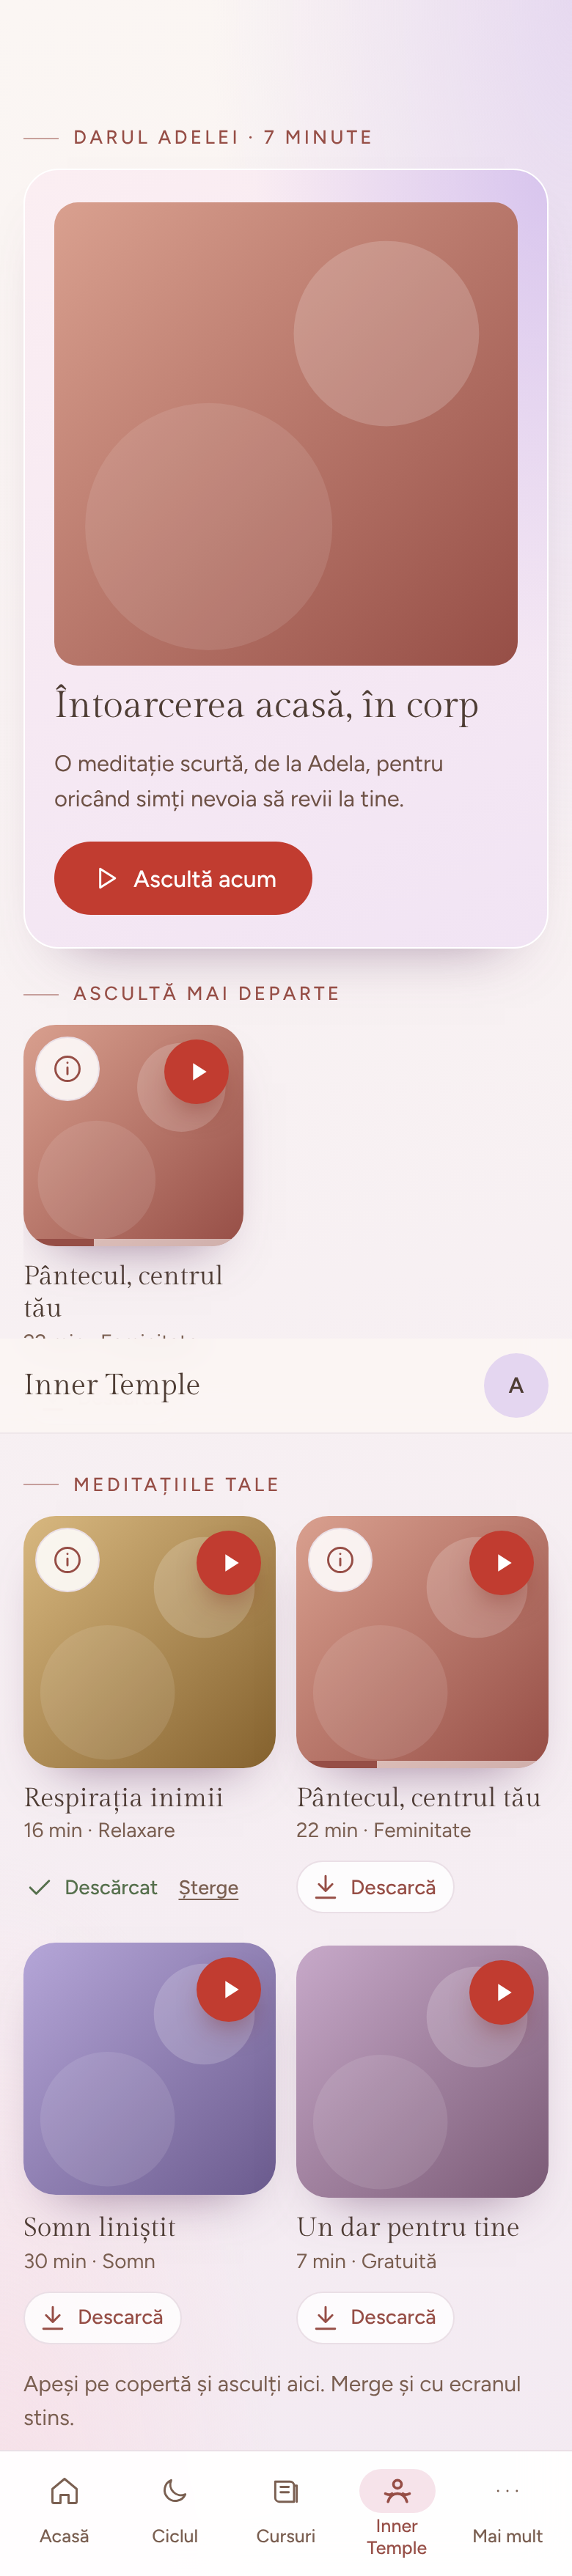 DARUL ADELEI · 7 MINUTE
Întoarcerea acasă, în corp
O meditație scurtă, de la Adela, pentru
oricând simți nevoia să revii la tine.
Ascultă acum
ASCULTĂ MAI DEPARTE
Pântecul, centrul
tău
Inner Temple
A
MEDITAȚIILE TALE
Respirația inimii
16 min · Relaxare
Descărcat Șterge
Pântecul, centrul tău
22 min · Feminitate
Descarcă
Somn liniștit
30 min · Somn
Descarcă
Un dar pentru tine
7 min · Gratuită
Descarcă
Apeși pe copertă și asculți aici. Merge și cu ecranul
stins.
Acasă
Ciclul
Cursuri
Inner
Temple
Mai mult